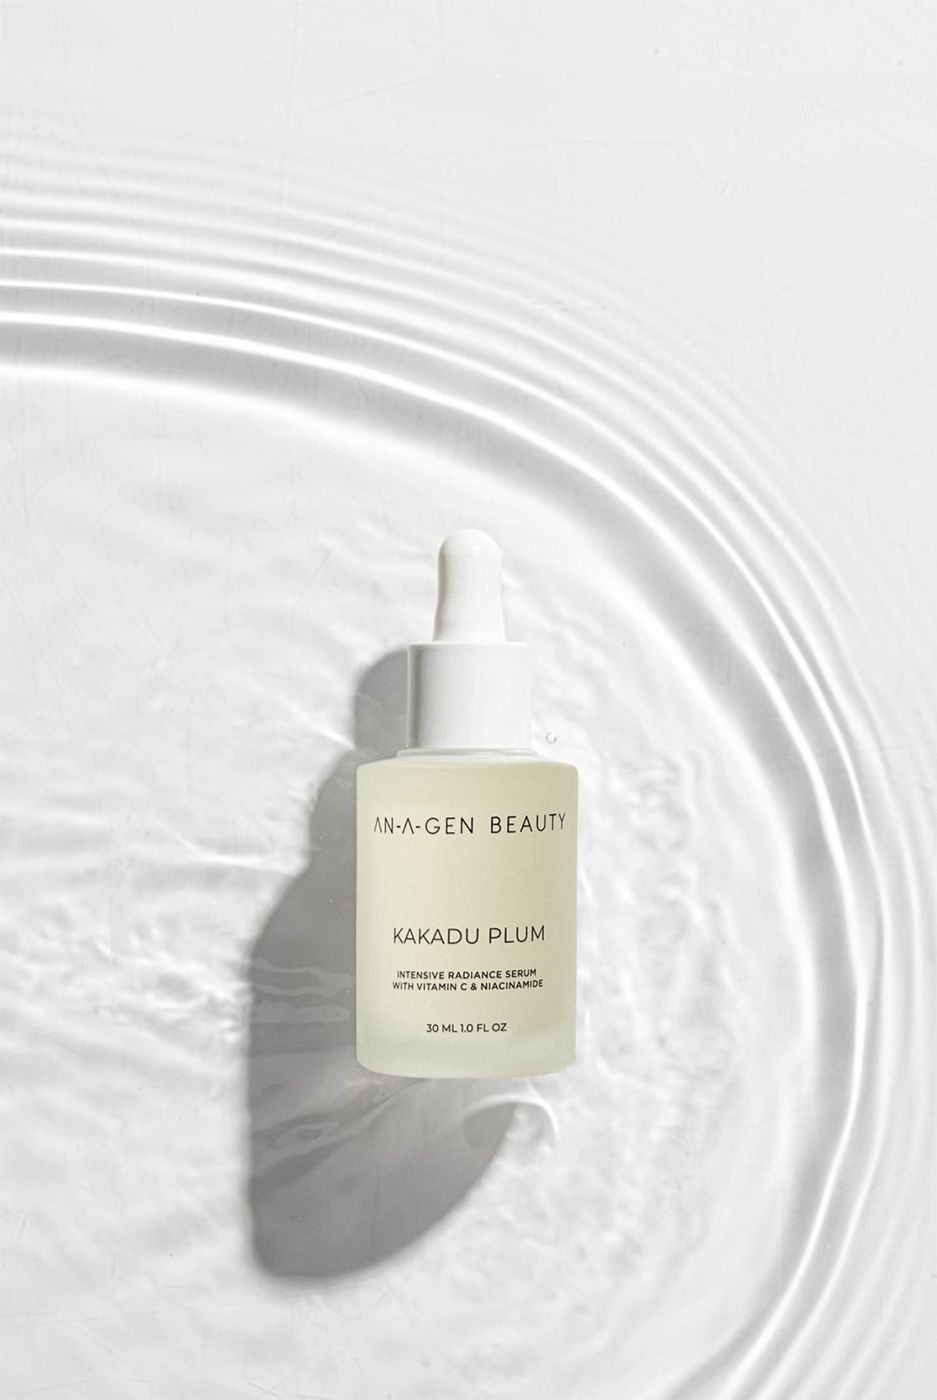 AN-A-GEN BEAUTY
KAKADU PLUM
INTENSIVE RADIANCE SERUM
WITH VITAMIN C & NIACINAMIDE
30 ML 1.0 FL OZ